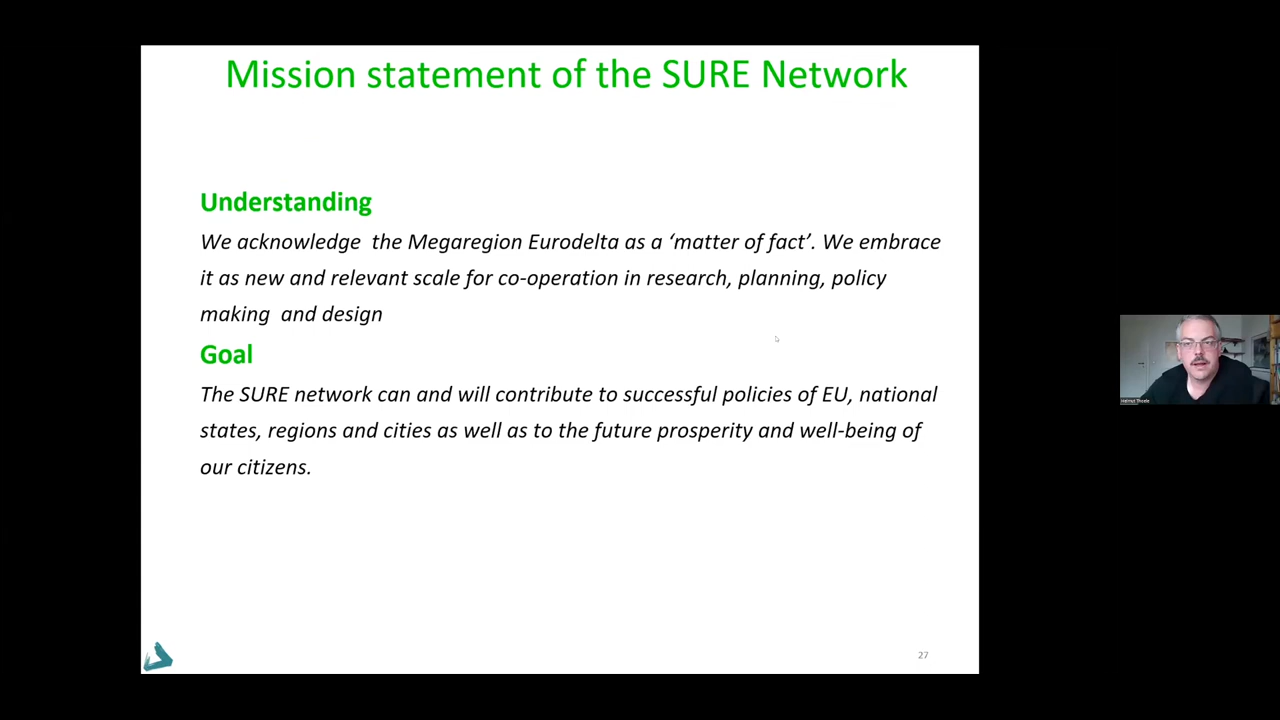 Mission statement of the SURE Network
Understanding
We acknowledge the Megaregion Eurodelta as a ‘matter of fact’. We embrace
it as new and relevant scale for co-operation in research, planning, policy
making and design
Goal
The SURE network can and will contribute to successful policies of EU, national
states, regions and cities as well as to the future prosperity and well-being of
our citizens.
27
Helmut Thoele